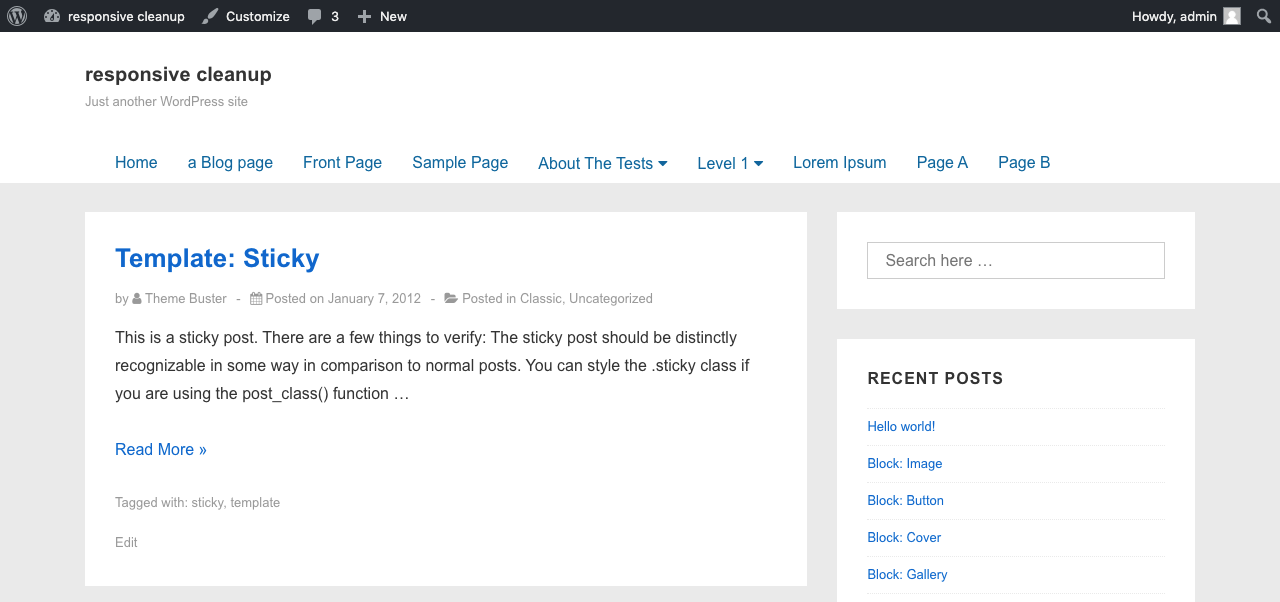 responsive cleanup Customize 3 New Howdy, admin
responsive cleanup
Just another WordPress site
Home a Blog page Front Page Sample Page About The Tests Level 1 Lorem Ipsum Page A Page B
Template: Sticky
by Theme Buster - Posted on January 7, 2012 - Posted in Classic, Uncategorized
This is a sticky post. There are a few things to verify: The sticky post should be distinctly
recognizable in some way in comparison to normal posts. You can style the .sticky class if
you are using the post_class() function …
Read More »
Tagged with: sticky, template
Edit
Search here …
RECENT POSTS
Hello world!
Block: Image
Block: Button
Block: Cover
Block: Gallery